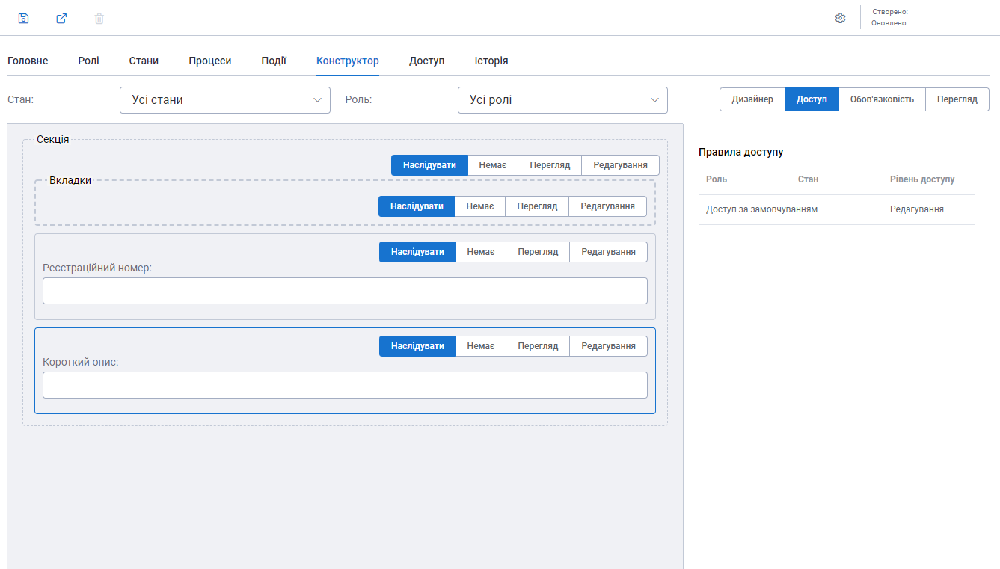 Створено:
Оновлено:
Головне Ролі Стани Процеси Події Конструктор Доступ Історія
Стан: Усі стани Роль: Усі ролі Дизайнер Доступ Обов'язковість Перегляд
Секція
Наслідувати Немає Перегляд Редагування
Вкладки
Наслідувати Немає Перегляд Редагування
Наслідувати Немає Перегляд Редагування
Реєстраційний номер:
Наслідувати Немає Перегляд Редагування
Короткий опис:
Правила доступу
Роль Стан Рівень доступу
Доступ за замовчуванням Редагування